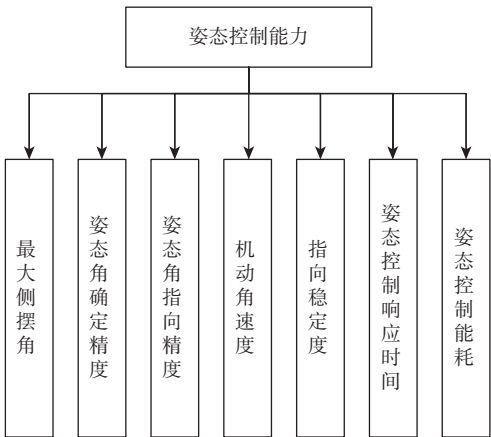 姿态控制能力
最大侧摆角
姿态角确定精度
姿态角指向精度
机动角速度
指向稳定度
姿态控制响应时间
姿态控制能耗